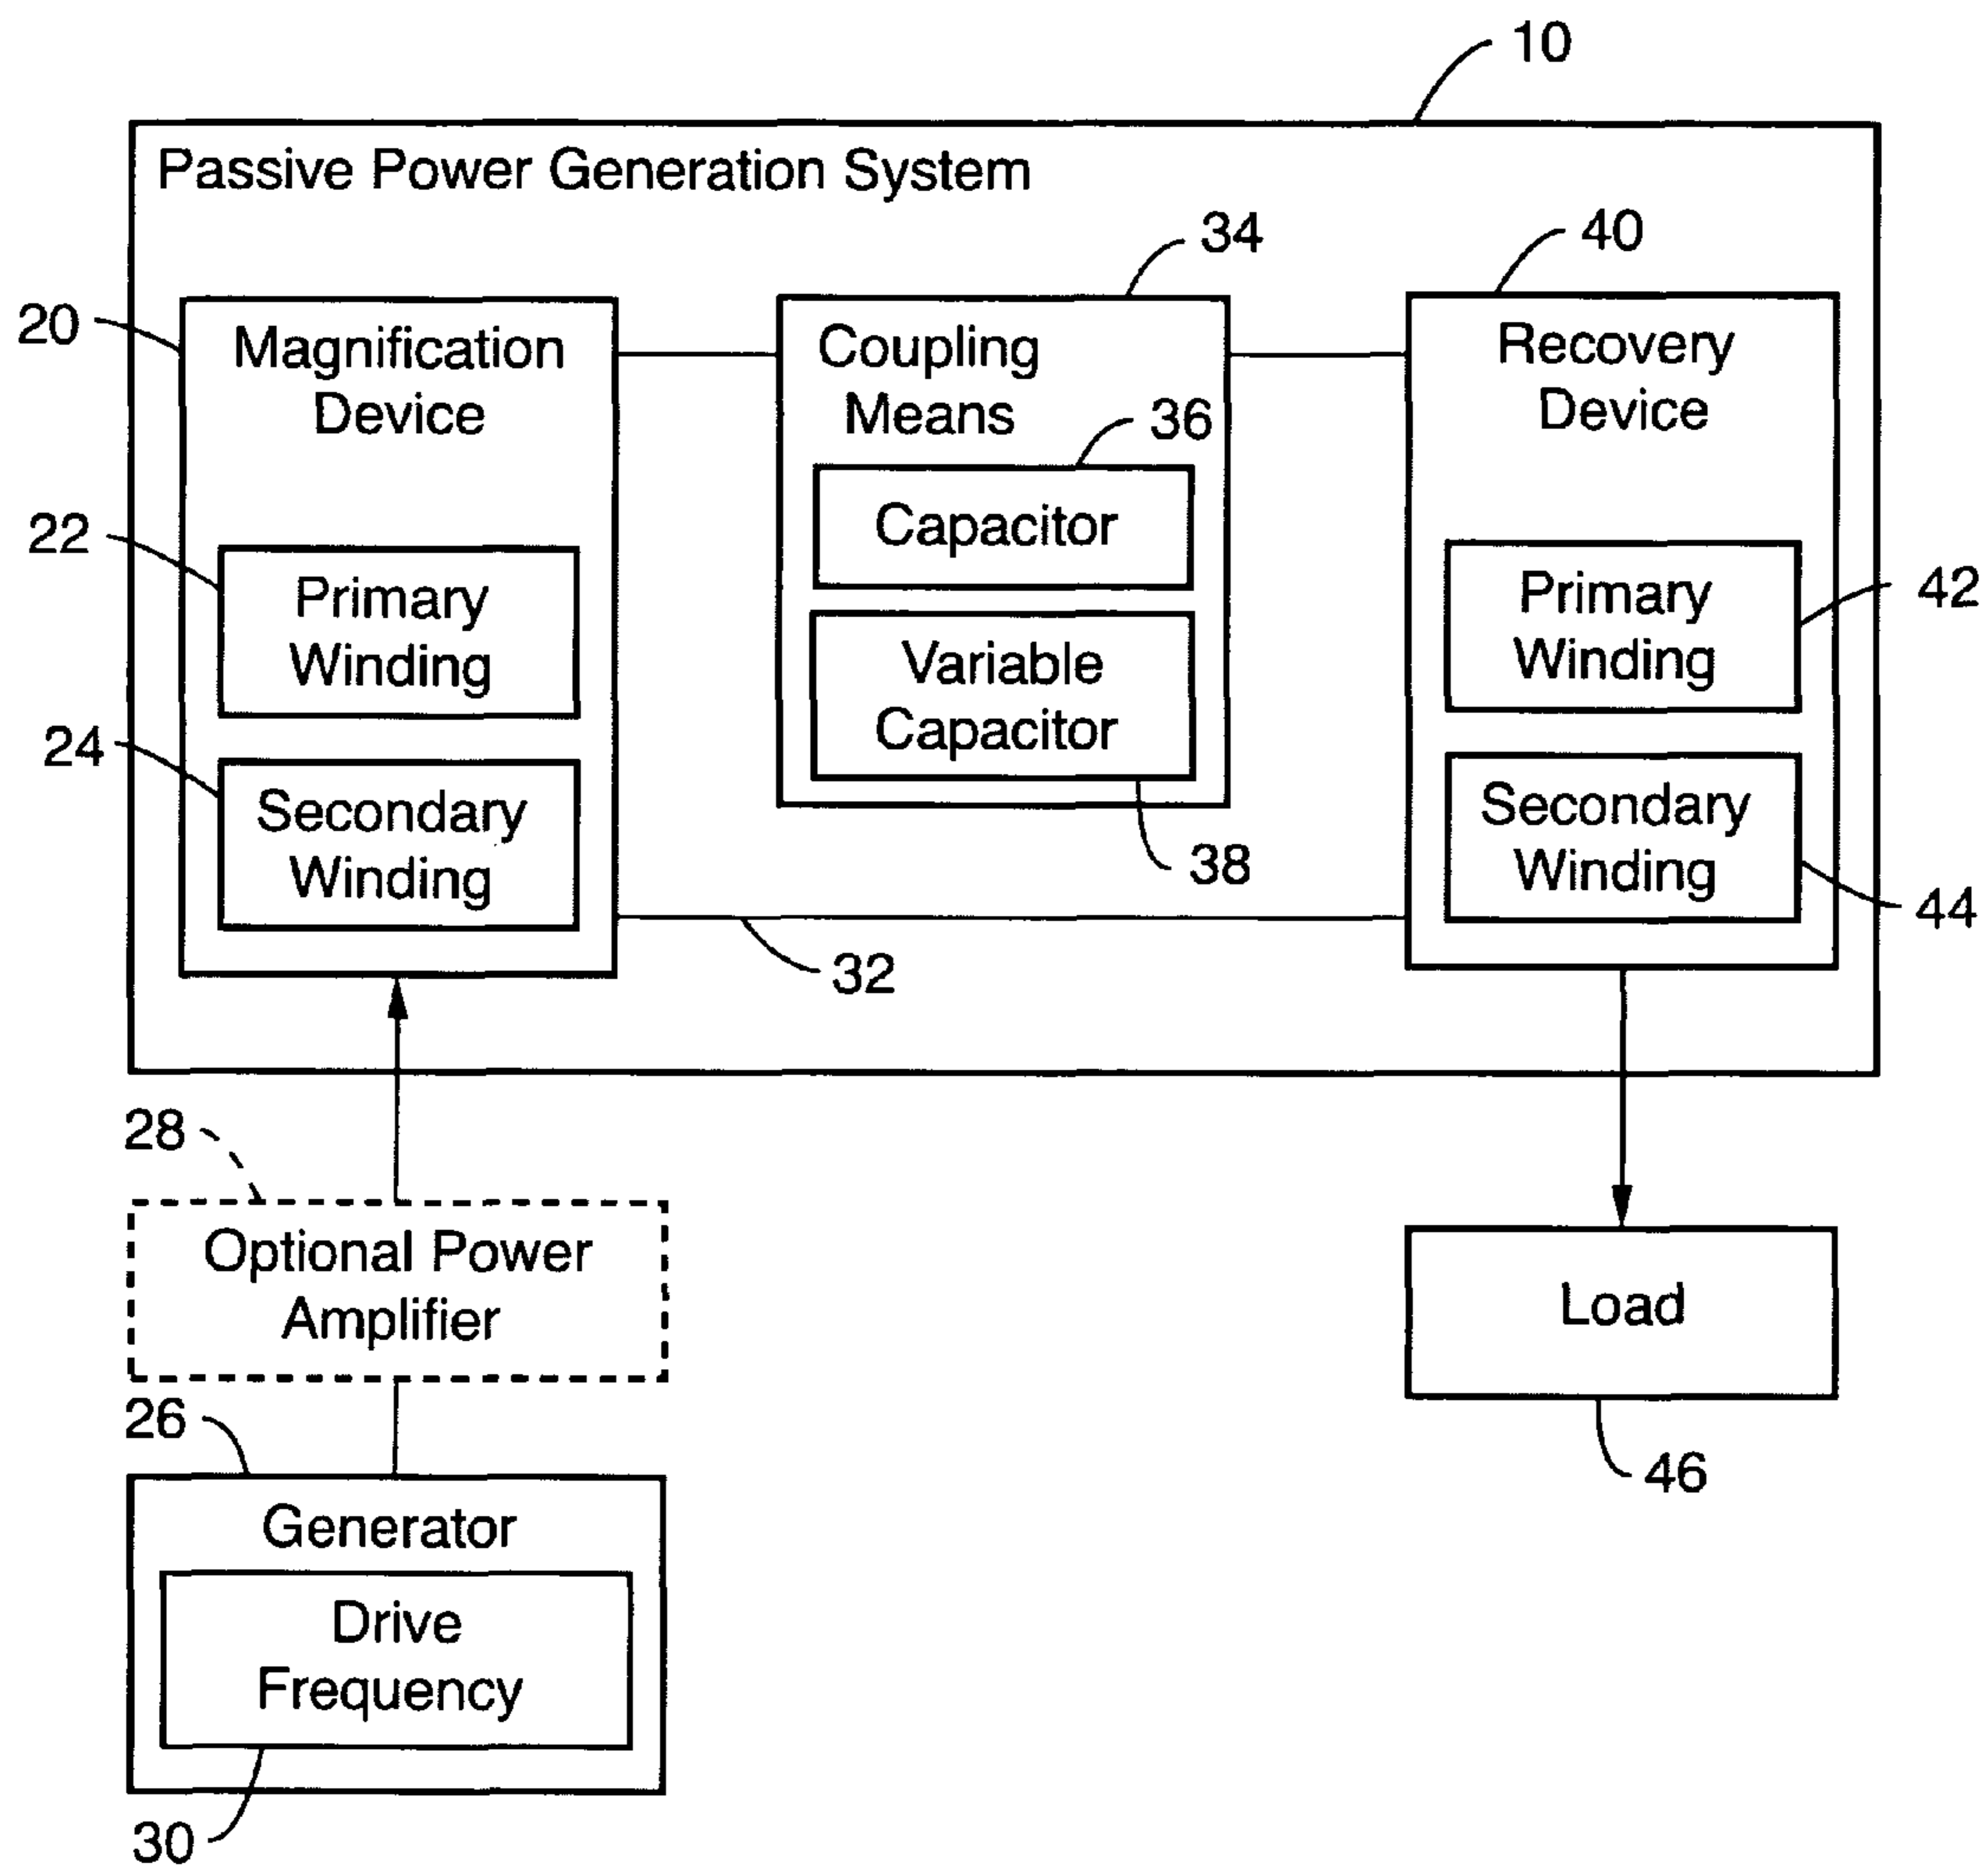 10
Passive Power Generation System
34
40
20
Magnification
Device
Coupling
Means
Recovery
Device
36
Capacitor
22
Primary
Winding
Variable
Capacitor
Primary
Winding
42
24
Secondary
Winding
38
Secondary
Winding
44
32
28
Optional Power
Amplifier
Load
26
46
Generator
Drive
Frequency
30